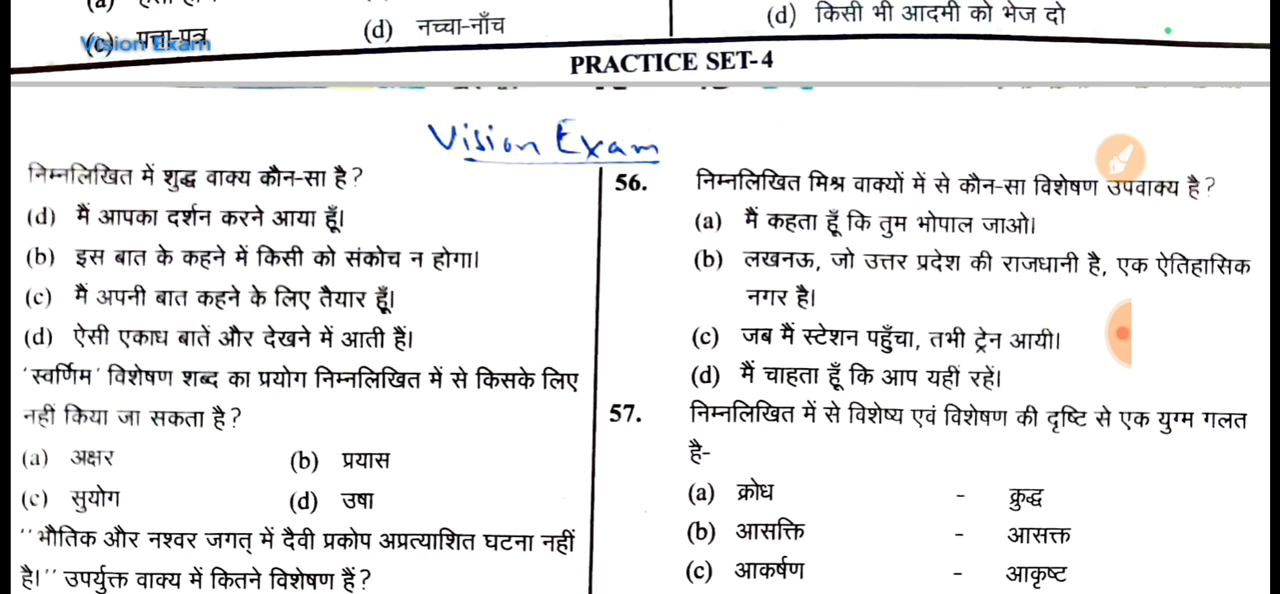 (d) नच्चा-नाँच
(c) पत्ता-पत्र
Vision Exam
(d) किसी भी आदमी को भेज दो
PRACTICE SET-4
Vision Exam
निम्नलिखित में शुद्ध वाक्य कौन-सा है?
(d) मैं आपका दर्शन करने आया हूँ।
(b) इस बात के कहने में किसी को संकोच न होगा।
(c) मैं अपनी बात कहने के लिए तैयार हूँ।
(d) ऐसी एकाध बातें और देखने में आती हैं।
'स्वर्णिम' विशेषण शब्द का प्रयोग निम्नलिखित में से किसके लिए
नहीं किया जा सकता है?
(a) अक्षर (b) प्रयास
(c) सुयोग (d) उषा
''भौतिक और नश्वर जगत् में दैवी प्रकोप अप्रत्याशित घटना नहीं
है।'' उपर्युक्त वाक्य में कितने विशेषण हैं?
56. निम्नलिखित मिश्र वाक्यों में से कौन-सा विशेषण उपवाक्य है?
(a) मैं कहता हूँ कि तुम भोपाल जाओ।
(b) लखनऊ, जो उत्तर प्रदेश की राजधानी है, एक ऐतिहासिक
नगर है।
(c) जब मैं स्टेशन पहुँचा, तभी ट्रेन आयी।
(d) मैं चाहता हूँ कि आप यहीं रहें।
57. निम्नलिखित में से विशेष्य एवं विशेषण की दृष्टि से एक युग्म गलत
है-
(a) क्रोध - क्रुद्ध
(b) आसक्ति - आसक्त
(c) आकर्षण - आकृष्ट